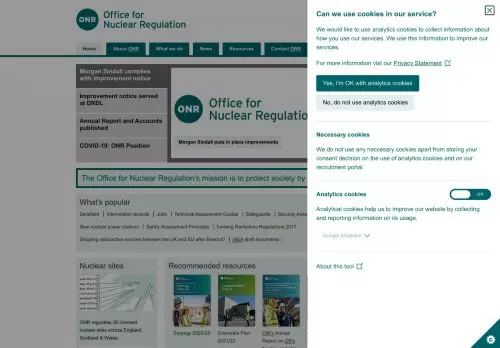 ONR
Office for
Nuclear Regulation
Home
About ONR
What we do
News
Resources
Contact ONR
Morgan Sindall complies
with improvement notice
Improvement notice served
at DRDL
Annual Report and Accounts
published
COVID-19: ONR Position
ONR
Office for
Nuclear Regulation
Morgan Sindall put in place improvements
The Office for Nuclear Regulation's mission is to protect society by
What's popular
Sellafield
Intervention records
Jobs
Technical Assessment Guides
Safeguards
Security Asse
New nuclear power stations
Safety Assessment Principles
Ionising Radiations Regulations 2017
Shipping radioactive sources between the UK and EU after Brexit?
IAEA draft documents
Nuclear sites
ONR regulates 36 licensed
nuclear sites across England,
Scotland & Wales.
Recommended resources
Strategy 2020-25
Corporate Plan
2021/22
ONR's Annual
Report on GB's
Can we use cookies in our service?
We would like to use analytics cookies to collect information about
how you use our services. We use this information to improve our
services.
For more information visit our Privacy Statement
Yes, I'm OK with analytics cookies
No, do not use analytics cookies
Necessary cookies
We do not use any neccesary cookies apart from storing your
consent decision on the use of analytics cookies and on our
recruitment portal.
Analytics cookies
Off
Analytical cookies help us to improve our website by collecting
and reporting information on its usage.
Google Analytics
About this tool